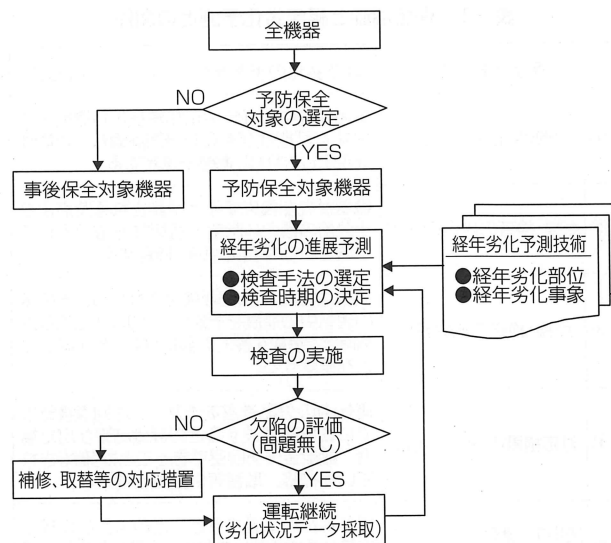 全機器
予防保全
対象の選定
NO
YES
事後保全対象機器
予防保全対象機器
経年劣化の進展予測
●検査手法の選定
●検査時期の決定
経年劣化予測技術
●経年劣化部位
●経年劣化事象
検査の実施
欠陥の評価
(問題無し)
NO
YES
補修、取替等の対応措置
運転継続
(劣化状況データ採取)